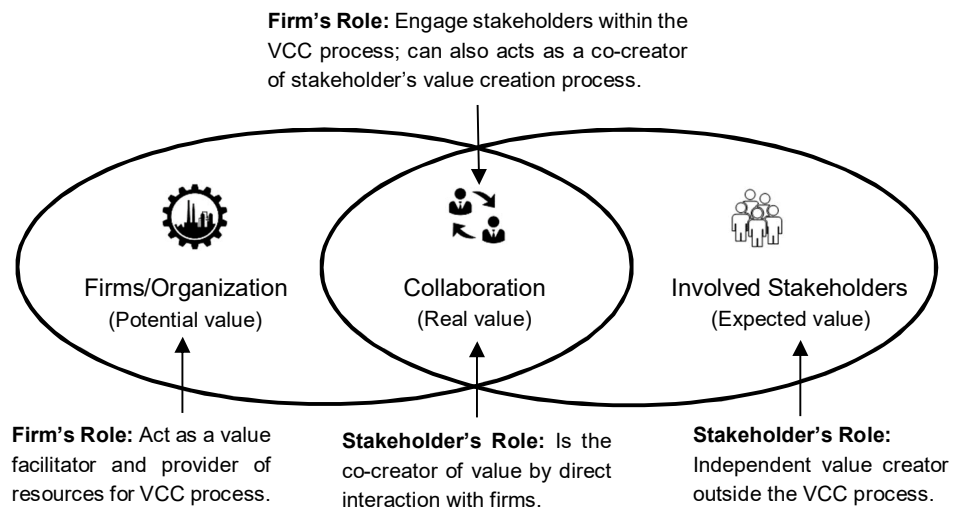 Firm's Role: Engage stakeholders within the
VCC process; can also acts as a co-creator
of stakeholder's value creation process.
Firms/Organization
(Potential value)
Collaboration
(Real value)
Involved Stakeholders
(Expected value)
Firm's Role: Act as a value
facilitator and provider of
resources for VCC process.
Stakeholder's Role: Is the
co-creator of value by direct
interaction with firms.
Stakeholder's Role:
Independent value creator
outside the VCC process.